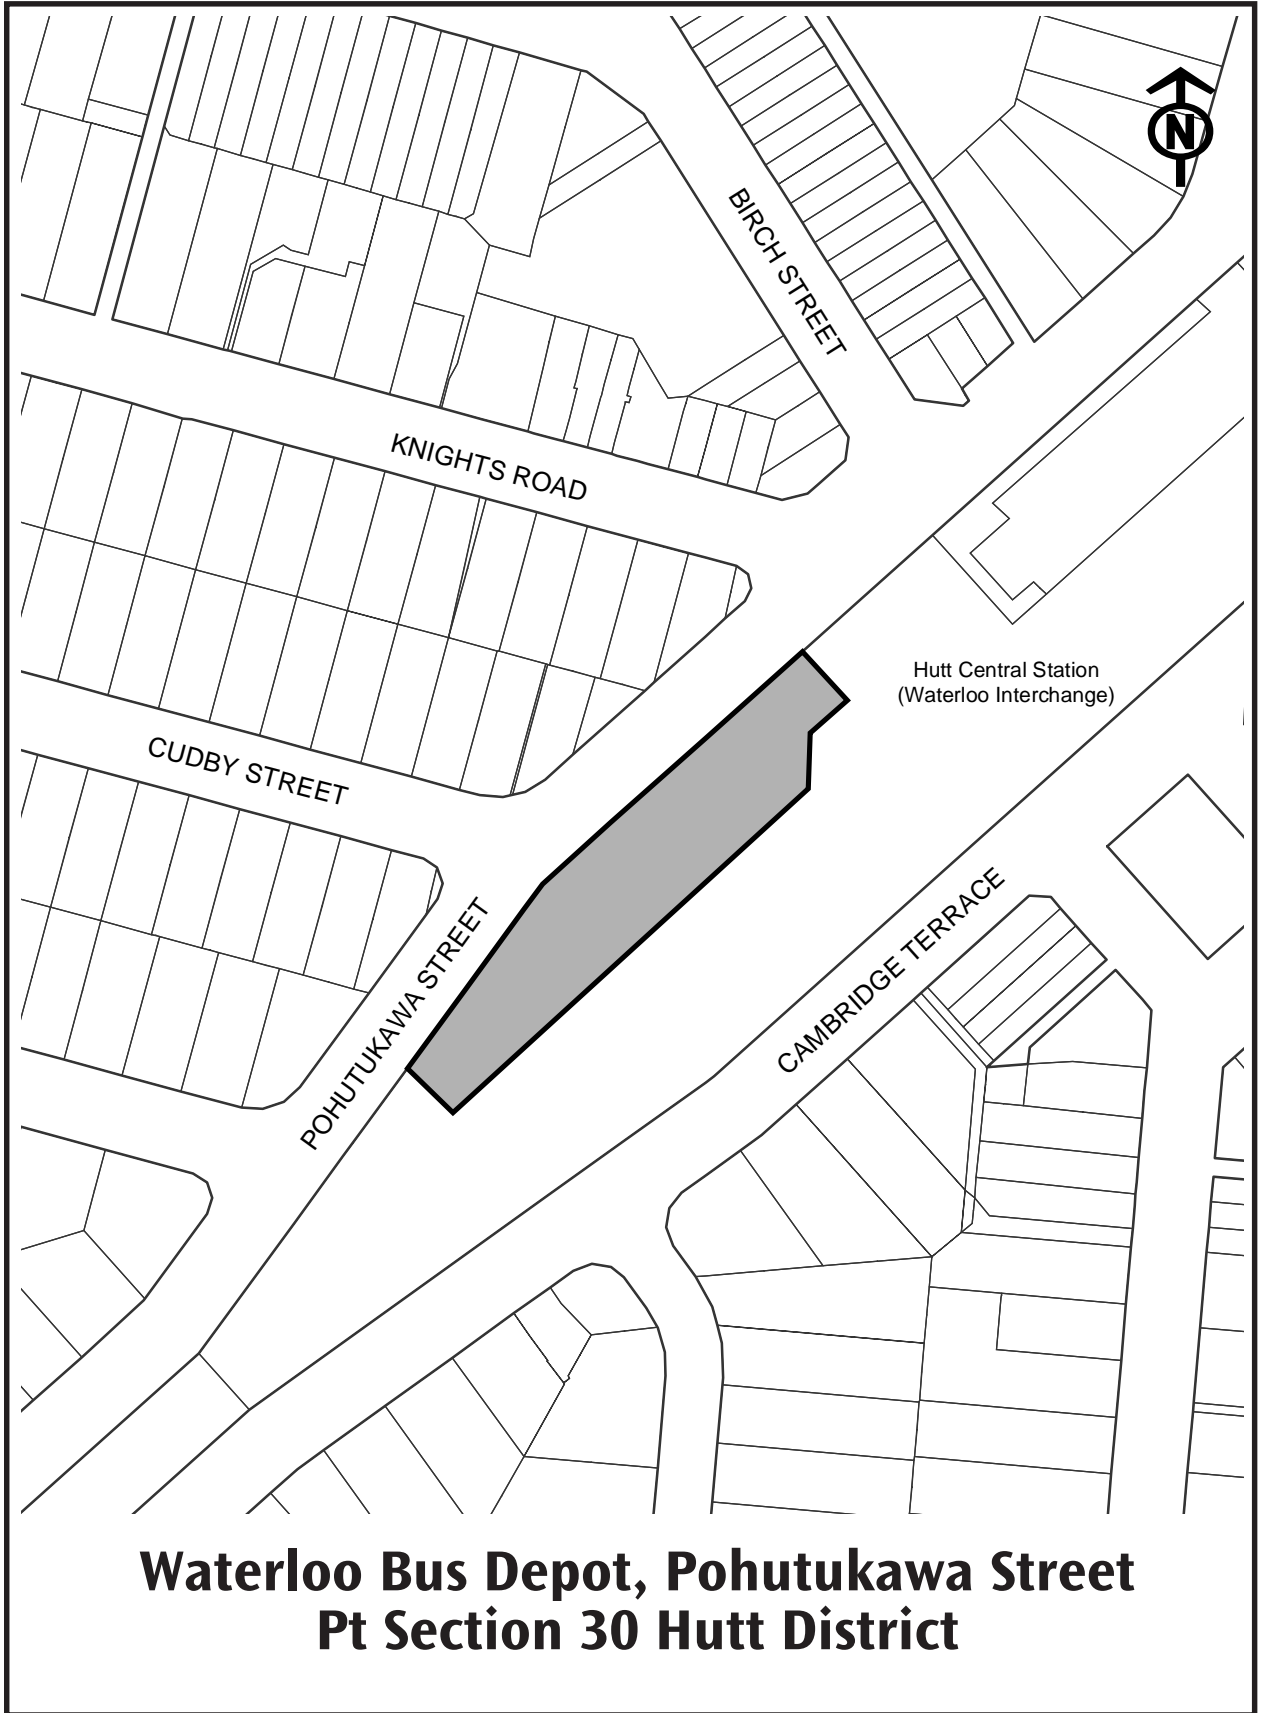 N
BIRCH STREET
KNIGHTS ROAD
Hutt Central Station
(Waterloo Interchange)
CUDBY STREET
POHUTUKAWA STREET
CAMBRIDGE TERRACE
Waterloo Bus Depot, Pohutukawa Street
Pt Section 30 Hutt District